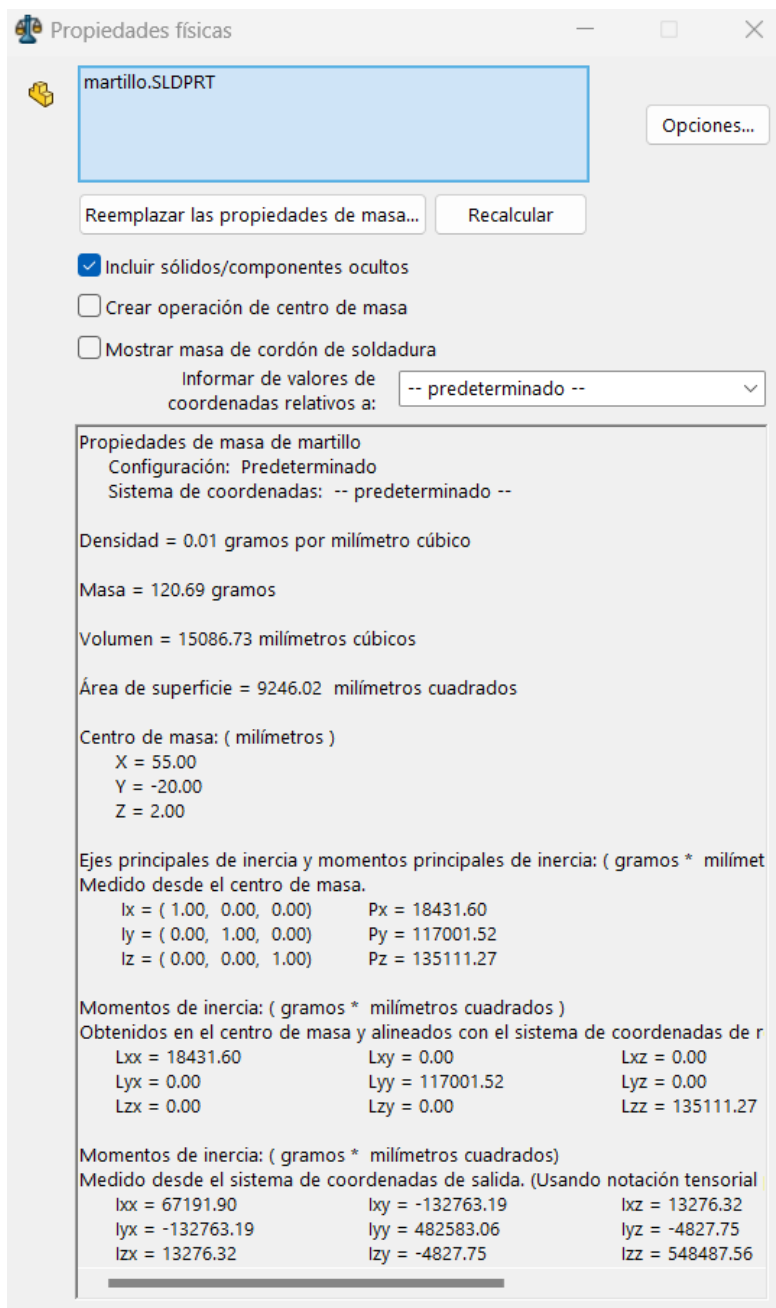 Propiedades físicas
martillo.SLDPRT
Opciones...
Reemplazar las propiedades de masa...
Recalcular
Incluir sólidos/componentes ocultos
Crear operación de centro de masa
Mostrar masa de cordón de soldadura
Informar de valores de
coordenadas relativos a:
-- predeterminado --
Propiedades de masa de martillo
Configuración: Predeterminado
Sistema de coordenadas: -- predeterminado --
Densidad = 0.01 gramos por milímetro cúbico
Masa = 120.69 gramos
Volumen = 15086.73 milímetros cúbicos
Área de superficie = 9246.02 milímetros cuadrados
Centro de masa: ( milímetros )
X = 55.00
Y = -20.00
Z = 2.00
Ejes principales de inercia y momentos principales de inercia: ( gramos * milímet
Medido desde el centro de masa.
Ix = ( 1.00, 0.00, 0.00) Px = 18431.60
Iy = ( 0.00, 1.00, 0.00) Py = 117001.52
Iz = ( 0.00, 0.00, 1.00) Pz = 135111.27
Momentos de inercia: ( gramos * milímetros cuadrados )
Obtenidos en el centro de masa y alineados con el sistema de coordenadas de r
Lxx = 18431.60 Lxy = 0.00 Lxz = 0.00
Lyx = 0.00 Lyy = 117001.52 Lyz = 0.00
Lzx = 0.00 Lzy = 0.00 Lzz = 135111.27
Momentos de inercia: ( gramos * milímetros cuadrados)
Medido desde el sistema de coordenadas de salida. (Usando notación tensorial
Ixx = 67191.90 Ixy = -132763.19 Ixz = 13276.32
Iyx = -132763.19 Iyy = 482583.06 Iyz = -4827.75
Izx = 13276.32 Izy = -4827.75 Izz = 548487.56